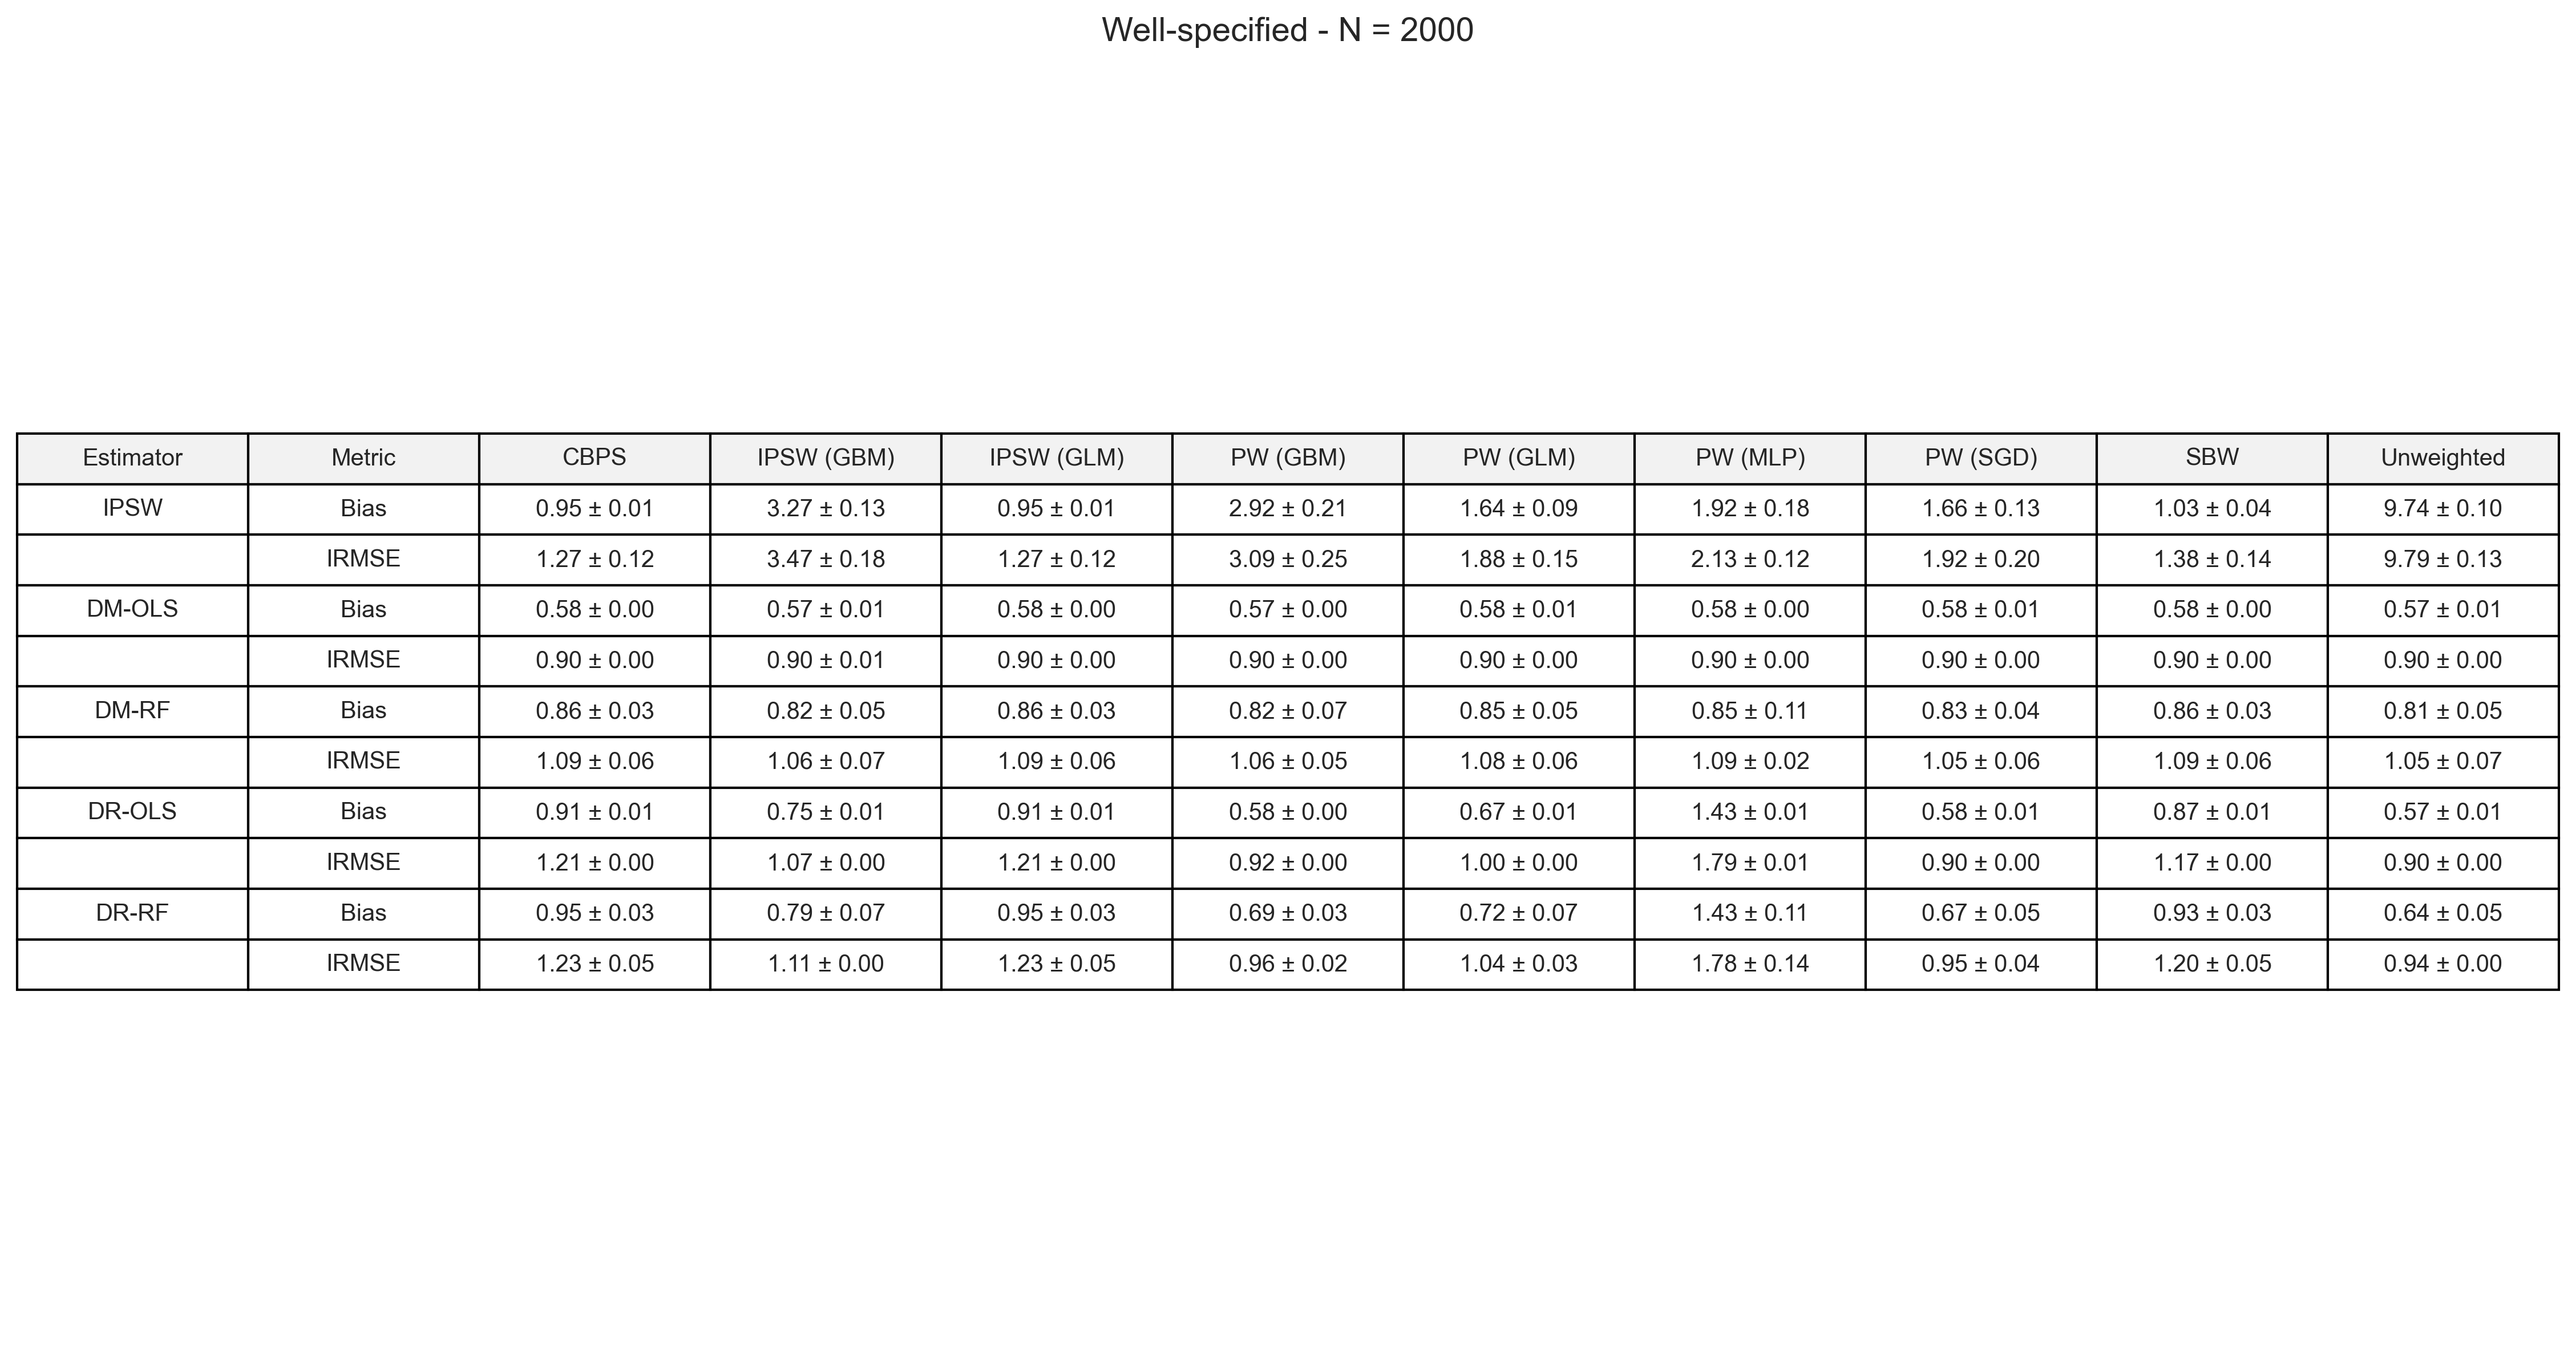 Well-specified - N = 2000
Estimator Metric CBPS IPSW (GBM) IPSW (GLM) PW (GBM) PW (GLM) PW (MLP) PW (SGD) SBW Unweighted
IPSW Bias 0.95 ± 0.01 3.27 ± 0.13 0.95 ± 0.01 2.92 ± 0.21 1.64 ± 0.09 1.92 ± 0.18 1.66 ± 0.13 1.03 ± 0.04 9.74 ± 0.10
IRMSE 1.27 ± 0.12 3.47 ± 0.18 1.27 ± 0.12 3.09 ± 0.25 1.88 ± 0.15 2.13 ± 0.12 1.92 ± 0.20 1.38 ± 0.14 9.79 ± 0.13
DM-OLS Bias 0.58 ± 0.00 0.57 ± 0.01 0.58 ± 0.00 0.57 ± 0.00 0.58 ± 0.01 0.58 ± 0.00 0.58 ± 0.01 0.58 ± 0.00 0.57 ± 0.01
IRMSE 0.90 ± 0.00 0.90 ± 0.01 0.90 ± 0.00 0.90 ± 0.00 0.90 ± 0.00 0.90 ± 0.00 0.90 ± 0.00 0.90 ± 0.00 0.90 ± 0.00
DM-RF Bias 0.86 ± 0.03 0.82 ± 0.05 0.86 ± 0.03 0.82 ± 0.07 0.85 ± 0.05 0.85 ± 0.11 0.83 ± 0.04 0.86 ± 0.03 0.81 ± 0.05
IRMSE 1.09 ± 0.06 1.06 ± 0.07 1.09 ± 0.06 1.06 ± 0.05 1.08 ± 0.06 1.09 ± 0.02 1.05 ± 0.06 1.09 ± 0.06 1.05 ± 0.07
DR-OLS Bias 0.91 ± 0.01 0.75 ± 0.01 0.91 ± 0.01 0.58 ± 0.00 0.67 ± 0.01 1.43 ± 0.01 0.58 ± 0.01 0.87 ± 0.01 0.57 ± 0.01
IRMSE 1.21 ± 0.00 1.07 ± 0.00 1.21 ± 0.00 0.92 ± 0.00 1.00 ± 0.00 1.79 ± 0.01 0.90 ± 0.00 1.17 ± 0.00 0.90 ± 0.00
DR-RF Bias 0.95 ± 0.03 0.79 ± 0.07 0.95 ± 0.03 0.69 ± 0.03 0.72 ± 0.07 1.43 ± 0.11 0.67 ± 0.05 0.93 ± 0.03 0.64 ± 0.05
IRMSE 1.23 ± 0.05 1.11 ± 0.00 1.23 ± 0.05 0.96 ± 0.02 1.04 ± 0.03 1.78 ± 0.14 0.95 ± 0.04 1.20 ± 0.05 0.94 ± 0.00